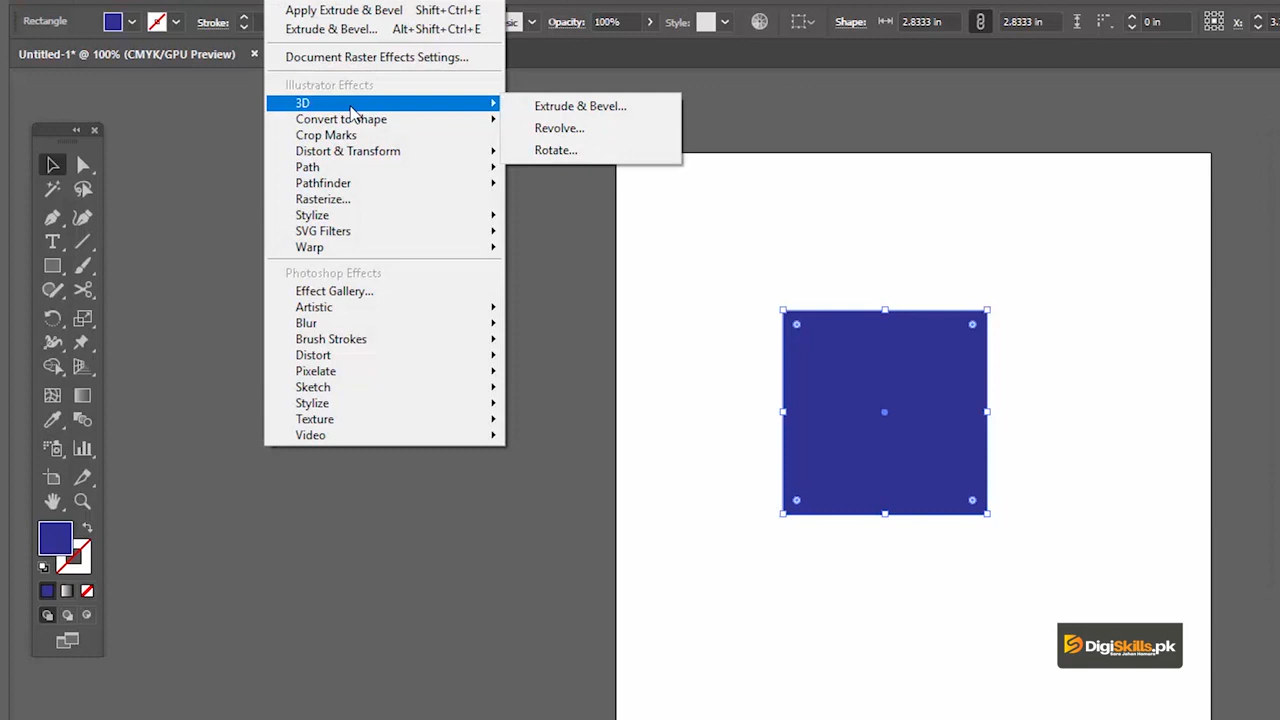 Rectangle
Stroke:
Opacity: 100%
Style:
Shape: 2.8333 in 2.8333 in 0 in
Untitled-1* @ 100% (CMYK/GPU Preview)
Apply Extrude & Bevel Shift+Ctrl+E
Extrude & Bevel... Alt+Shift+Ctrl+E
Document Raster Effects Settings...
Illustrator Effects
3D
Convert to Shape
Crop Marks
Distort & Transform
Path
Pathfinder
Rasterize...
Stylize
SVG Filters
Warp
Photoshop Effects
Effect Gallery...
Artistic
Blur
Brush Strokes
Distort
Pixelate
Sketch
Stylize
Texture
Video
Extrude & Bevel...
Revolve...
Rotate...
DigiSkills.pk